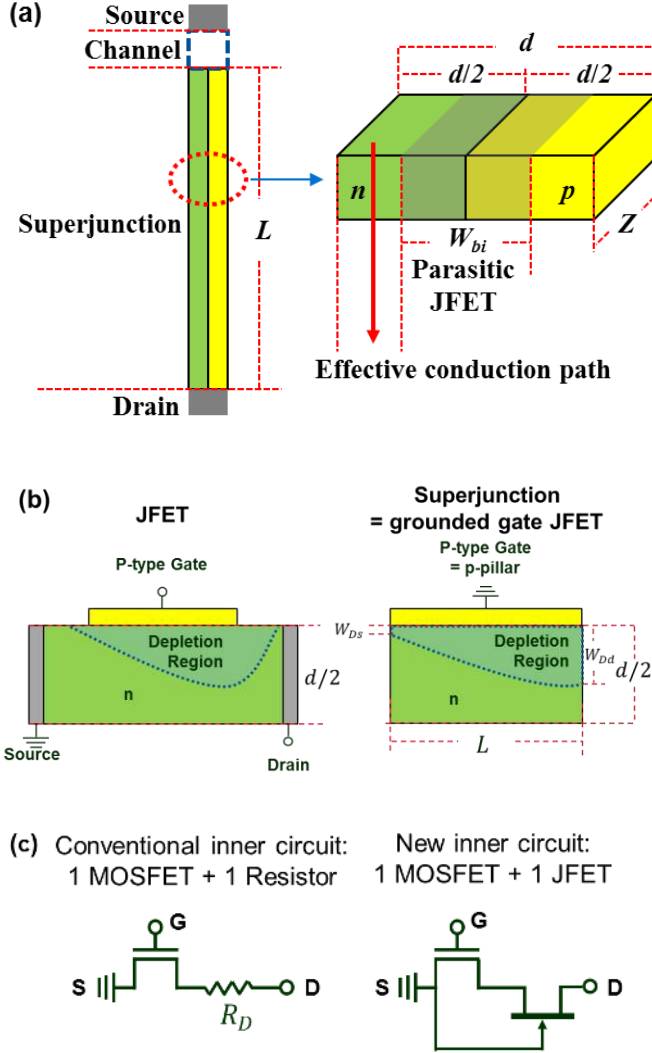 (a)
Source
Channel
Superjunction
L
Drain
d
d/2
d/2
n
p
W_bi
Z
Parasitic
JFET
Effective conduction path
(b)
JFET
P-type Gate
Depletion
Region
n
d/2
Source
Drain
Superjunction
= grounded gate JFET
P-type Gate
= p-pillar
W_Ds
Depletion
Region
W_Dd
d/2
n
L
(c)
Conventional inner circuit:
1 MOSFET + 1 Resistor
G
S
D
R_D
New inner circuit:
1 MOSFET + 1 JFET
G
S
D